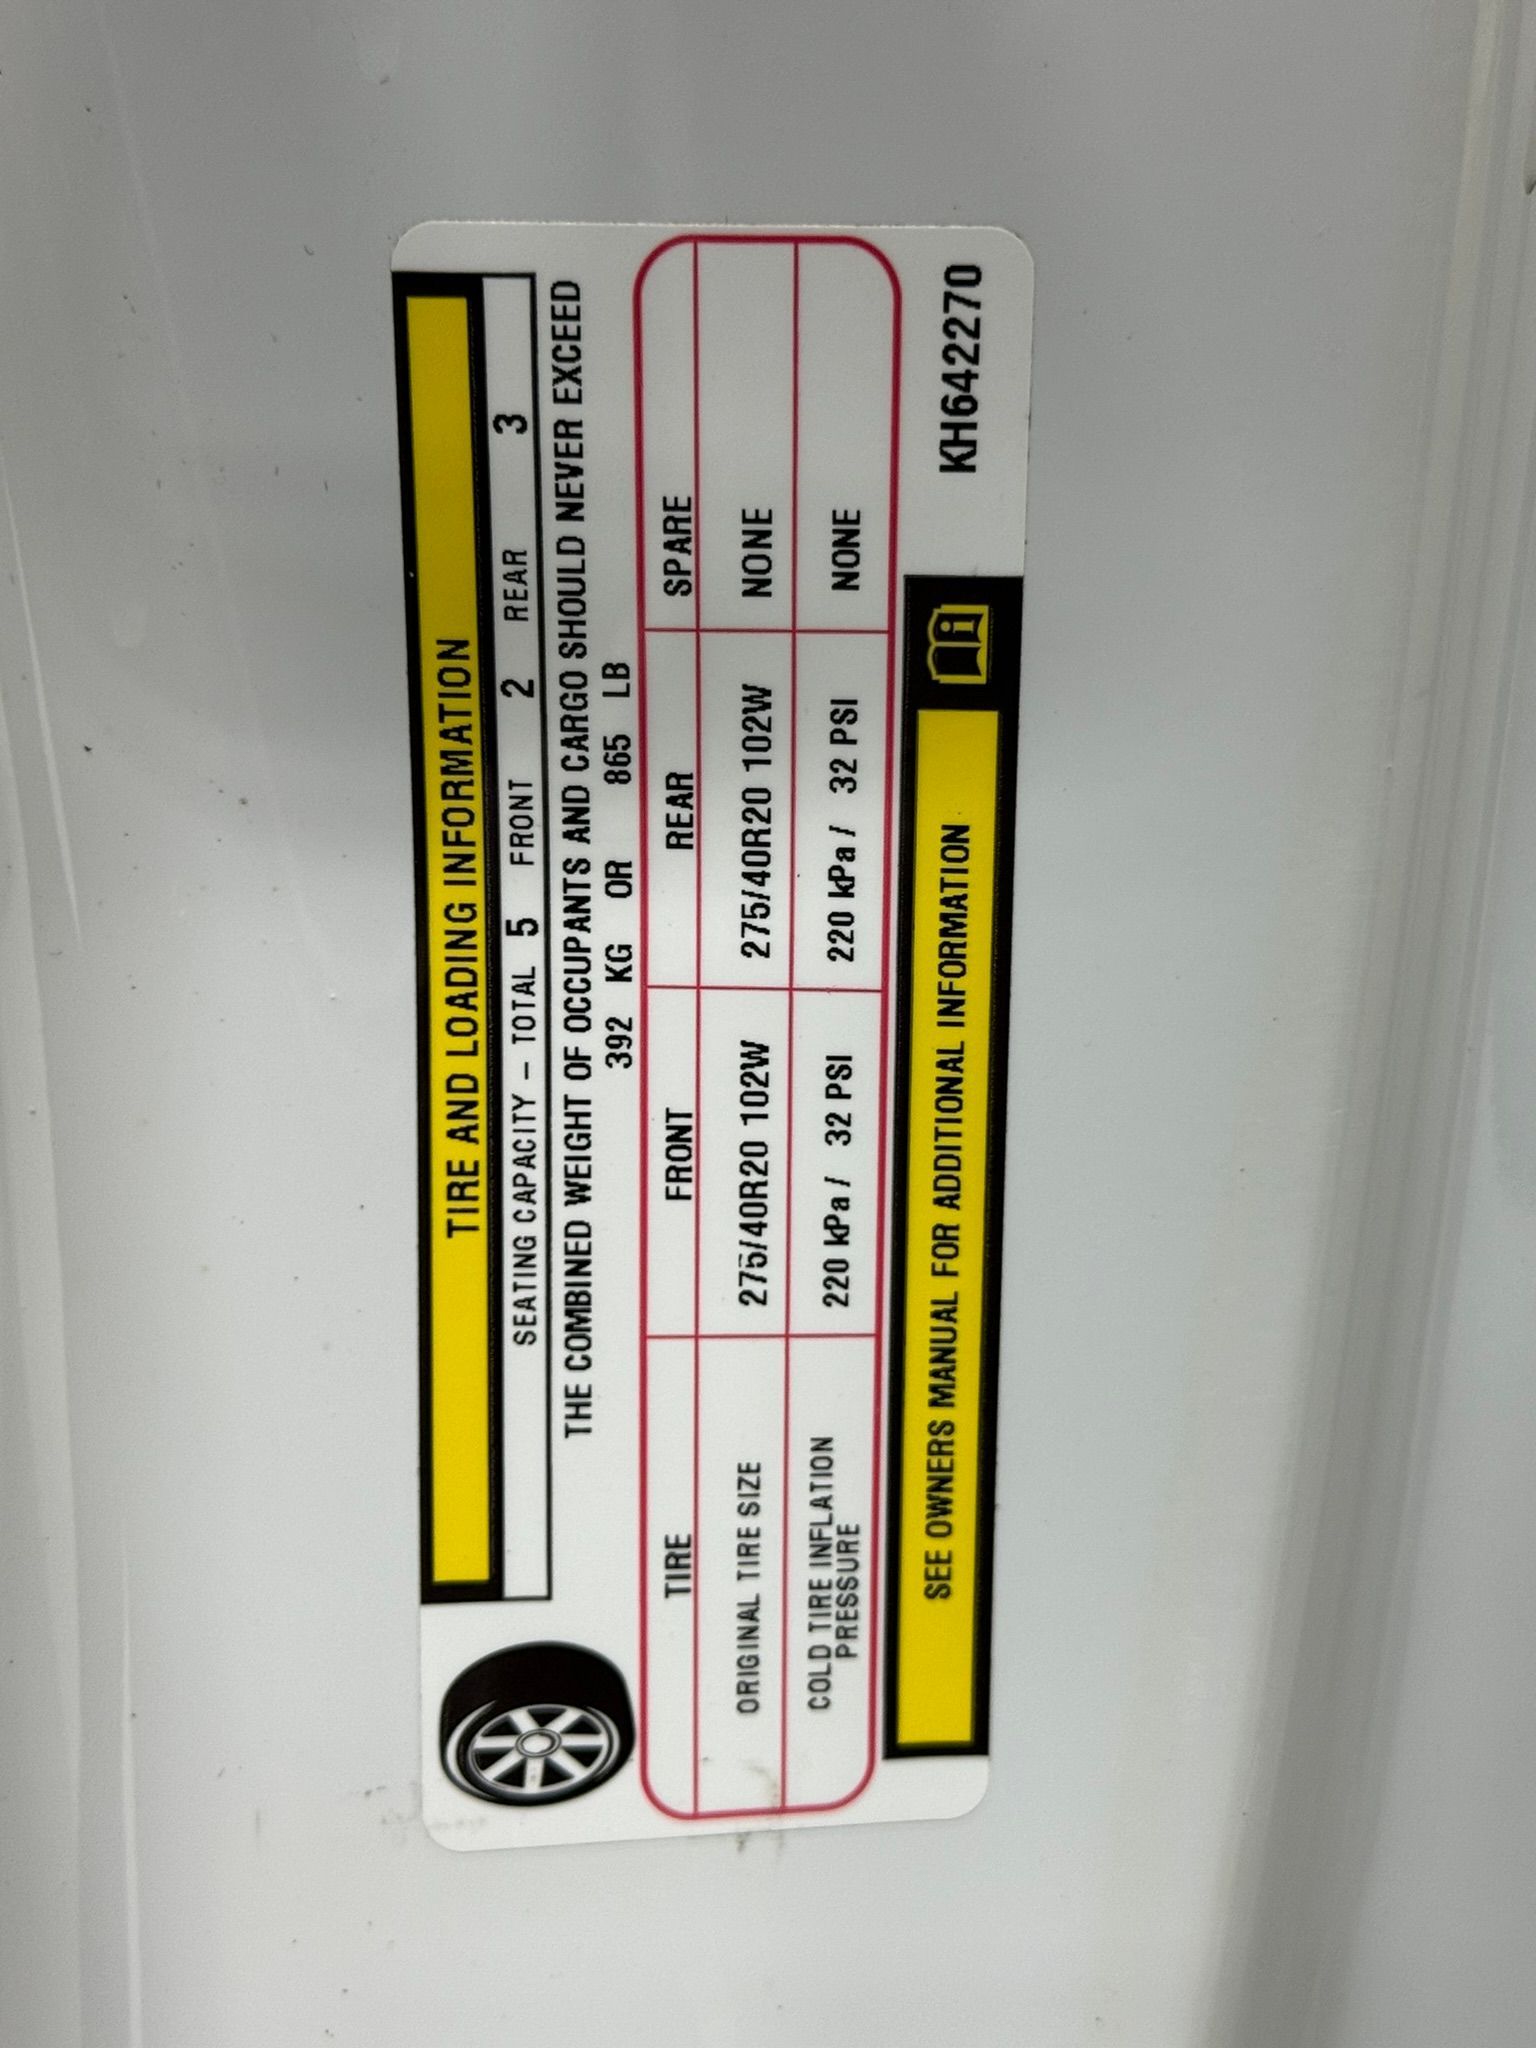 TIRE AND LOADING INFORMATION
SEATING CAPACITY – TOTAL 5 FRONT 2 REAR 3
THE COMBINED WEIGHT OF OCCUPANTS AND CARGO SHOULD NEVER EXCEED
392 KG OR 865 LB
TIRE FRONT REAR SPARE
ORIGINAL TIRE SIZE 275/40R20 102W 275/40R20 102W NONE
COLD TIRE INFLATION PRESSURE 220 kPa / 32 PSI 220 kPa / 32 PSI NONE
SEE OWNERS MANUAL FOR ADDITIONAL INFORMATION i KH642270